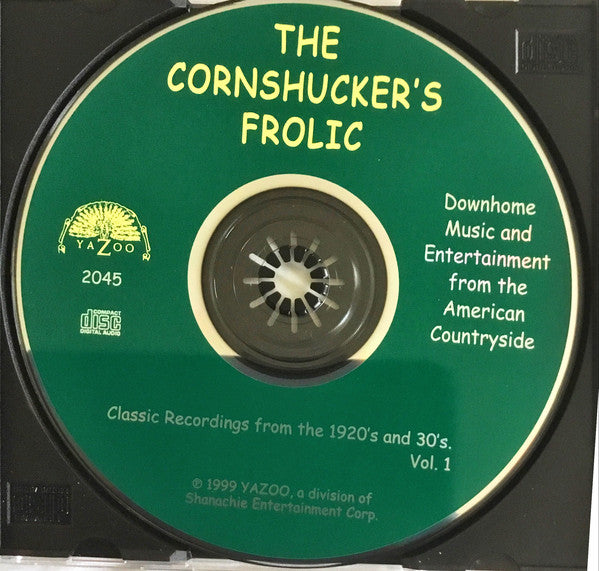 THE
CORNSHUCKER'S
FROLIC
YAZOO
2045
COMPACT
disc
DIGITAL AUDIO
Downhome
Music and
Entertainment
from the
American
Countryside
Classic Recordings from the 1920's and 30's.
Vol. 1
℗ 1999 YAZOO, a division of
Shanachie Entertainment Corp.